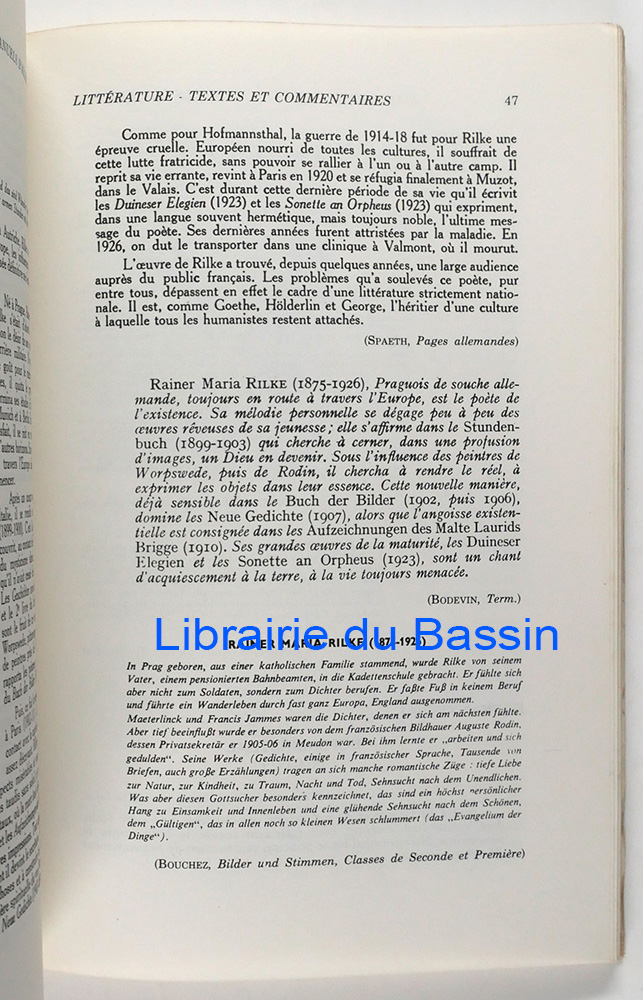 LITTÉRATURE - TEXTES ET COMMENTAIRES 47
Comme pour Hofmannsthal, la guerre de 1914-18 fut pour Rilke une
épreuve cruelle. Européen nourri de toutes les cultures, il souffrait de
cette lutte fratricide, sans pouvoir se rallier à l'un ou à l'autre camp. Il
reprit sa vie errante, revint à Paris en 1920 et se réfugia finalement à Muzot,
dans le Valais. C'est durant cette dernière période de sa vie qu'il écrivit
les Duineser Elegien (1923) et les Sonette an Orpheus (1923) qui expriment,
dans une langue souvent hermétique, mais toujours noble, l'ultime mes-
sage du poète. Ses dernières années furent attristées par la maladie. En
1926, on dut le transporter dans une clinique à Valmont, où il mourut.
L'œuvre de Rilke a trouvé, depuis quelques années, une large audience
auprès du public français. Les problèmes qu'a soulevés ce poète, pur
entre tous, dépassent en effet le cadre d'une littérature strictement natio-
nale. Il est, comme Goethe, Hölderlin et George, l'héritier d'une culture
à laquelle tous les humanistes restent attachés.
(SPAETH, Pages allemandes)
Rainer Maria RILKE (1875-1926), Praguois de souche alle-
mande, toujours en route à travers l'Europe, est le poète de
l'existence. Sa mélodie personnelle se dégage peu à peu des
œuvres rêveuses de sa jeunesse ; elle s'affirme dans le Stunden-
buch (1899-1903) qui cherche à cerner, dans une profusion
d'images, un Dieu en devenir. Sous l'influence des peintres de
Worpswede, puis de Rodin, il chercha à rendre le réel, à
exprimer les objets dans leur essence. Cette nouvelle manière,
déjà sensible dans le Buch der Bilder (1902, puis 1906),
domine les Neue Gedichte (1907), alors que l'angoisse existen-
tielle est consignée dans les Aufzeichnungen des Malte Laurids
Brigge (1910). Ses grandes œuvres de la maturité, les Duineser
Elegien et les Sonette an Orpheus (1923), sont un chant
d'acquiescement à la terre, à la vie toujours menacée.
(BODEVIN, Term.)
Librairie du Bassin
RAINER MARIA RILKE
In Prag geboren, aus einer katholischen Familie stammend, wurde Rilke von seinem
Vater, einem pensionierten Bahnbeamten, in die Kadettenschule gebracht. Er fühlte sich
aber nicht zum Soldaten, sondern zum Dichter berufen. Er faßte Fuß in keinem Beruf
und führte ein Wanderleben durch fast ganz Europa, England ausgenommen.
Maeterlinck und Francis Jammes waren die Dichter, denen er sich am nächsten fühlte.
Aber tief beeinflußt wurde er besonders von dem französischen Bildhauer Auguste Rodin,
dessen Privatsekretär er 1905-06 in Meudon war. Bei ihm lernte er „arbeiten und sich
gedulden". Seine Werke (Gedichte, einige in französischer Sprache, Tausende von
Briefen, auch große Erzählungen) tragen an sich manche romantische Züge : tiefe Liebe
zur Natur, zur Kindheit, zu Traum, Nacht und Tod, Sehnsucht nach dem Unendlichen.
Was aber diesen Gottsucher besonders kennzeichnet, das sind ein höchst persönlicher
Hang zu Einsamkeit und Innenleben und eine glühende Sehnsucht nach dem Schönen,
dem „Gültigen", das in allen noch so kleinen Wesen schlummert (das „Evangelium der
Dinge").
(BOUCHEZ, Bilder und Stimmen, Classes de Seconde et Première)